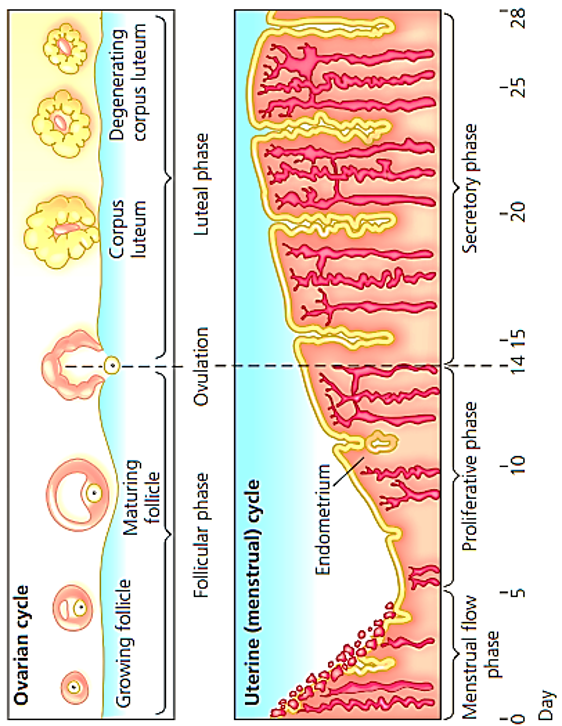 Ovarian cycle
Growing follicle
Maturing
follicle
Corpus
luteum
Degenerating
corpus luteum
Follicular phase
Ovulation
Luteal phase
Uterine (menstrual) cycle
Endometrium
Menstrual flow
phase
Proliferative phase
Secretory phase
0 5 10 14 15 20 25 28
Day